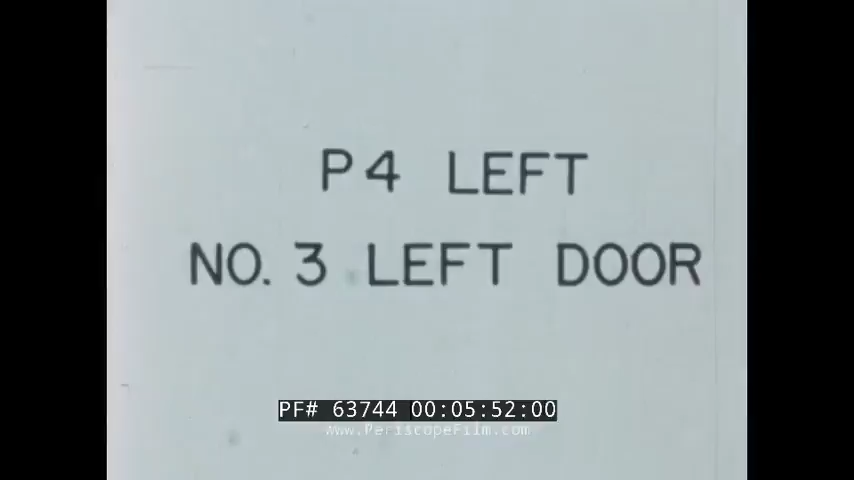 P4 LEFT
NO. 3 LEFT DOOR
PF# 63744 00:05:52:00
www.PeriscopeFilm.com